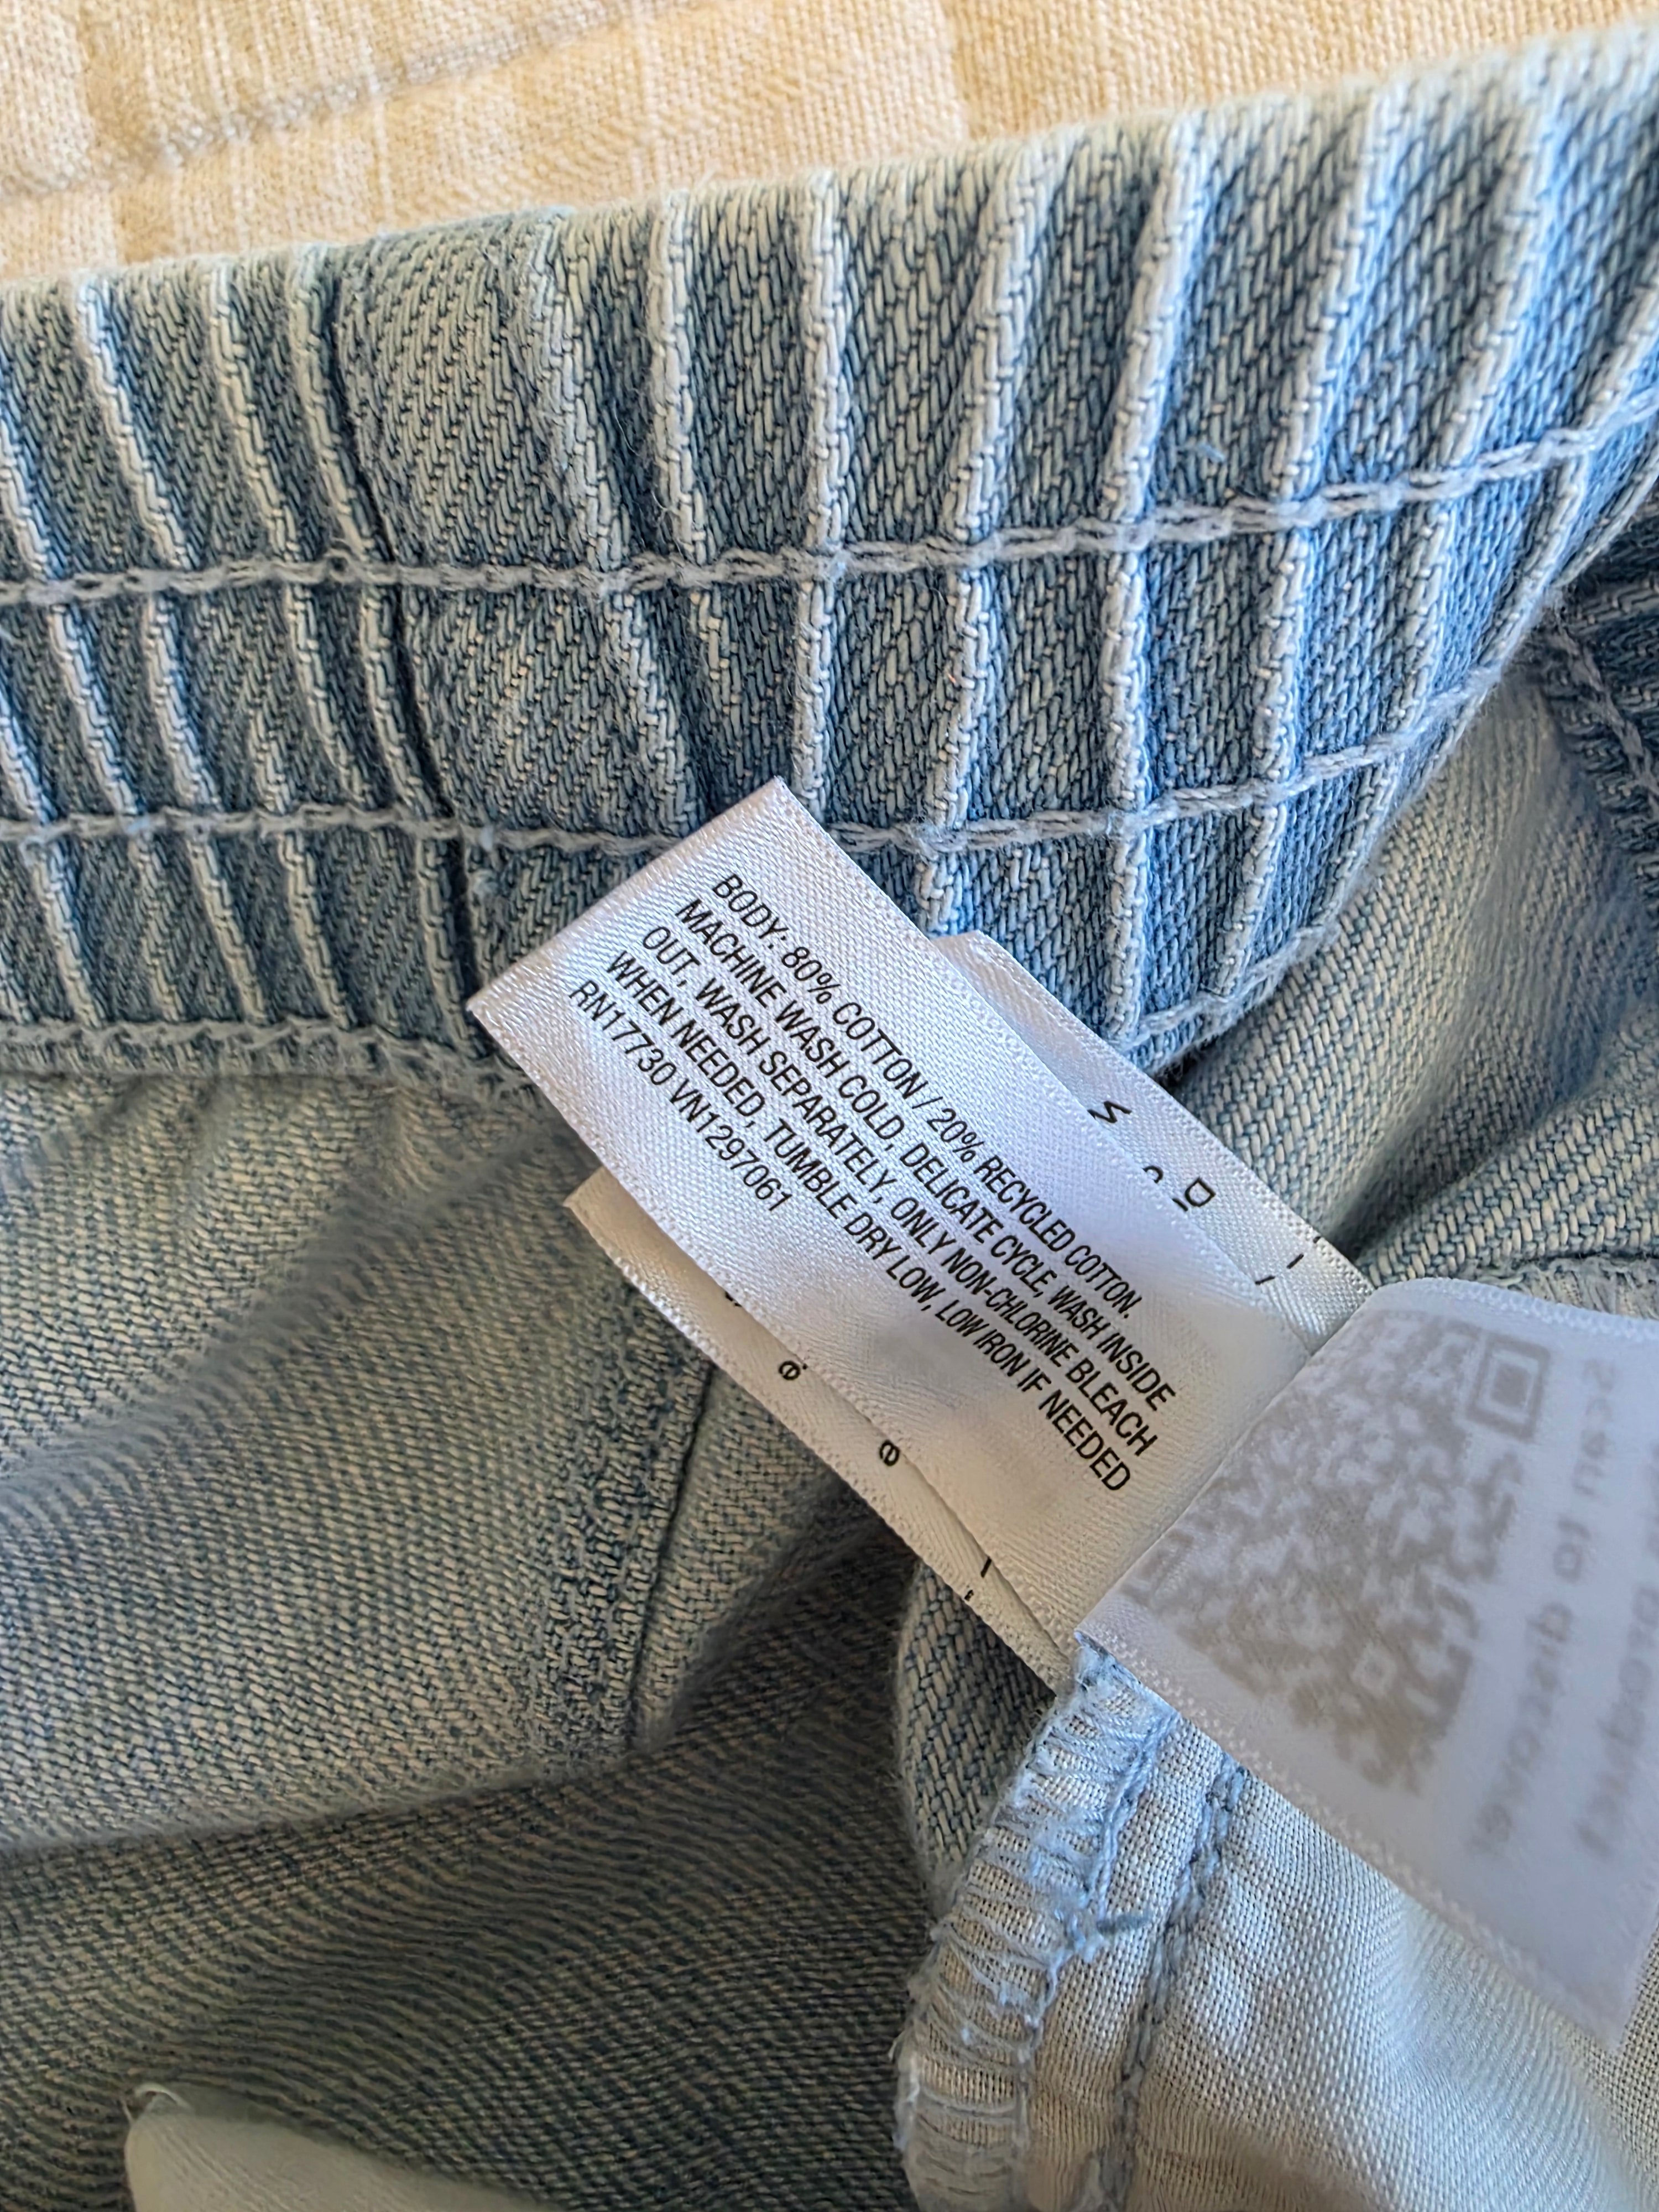 BODY: 80% COTTON / 20% RECYCLED COTTON.
MACHINE WASH COLD, DELICATE CYCLE, WASH INSIDE
OUT, WASH SEPARATELY, ONLY NON-CHLORINE BLEACH
WHEN NEEDED, TUMBLE DRY LOW, LOW IRON IF NEEDED
RN17730 VN1297061